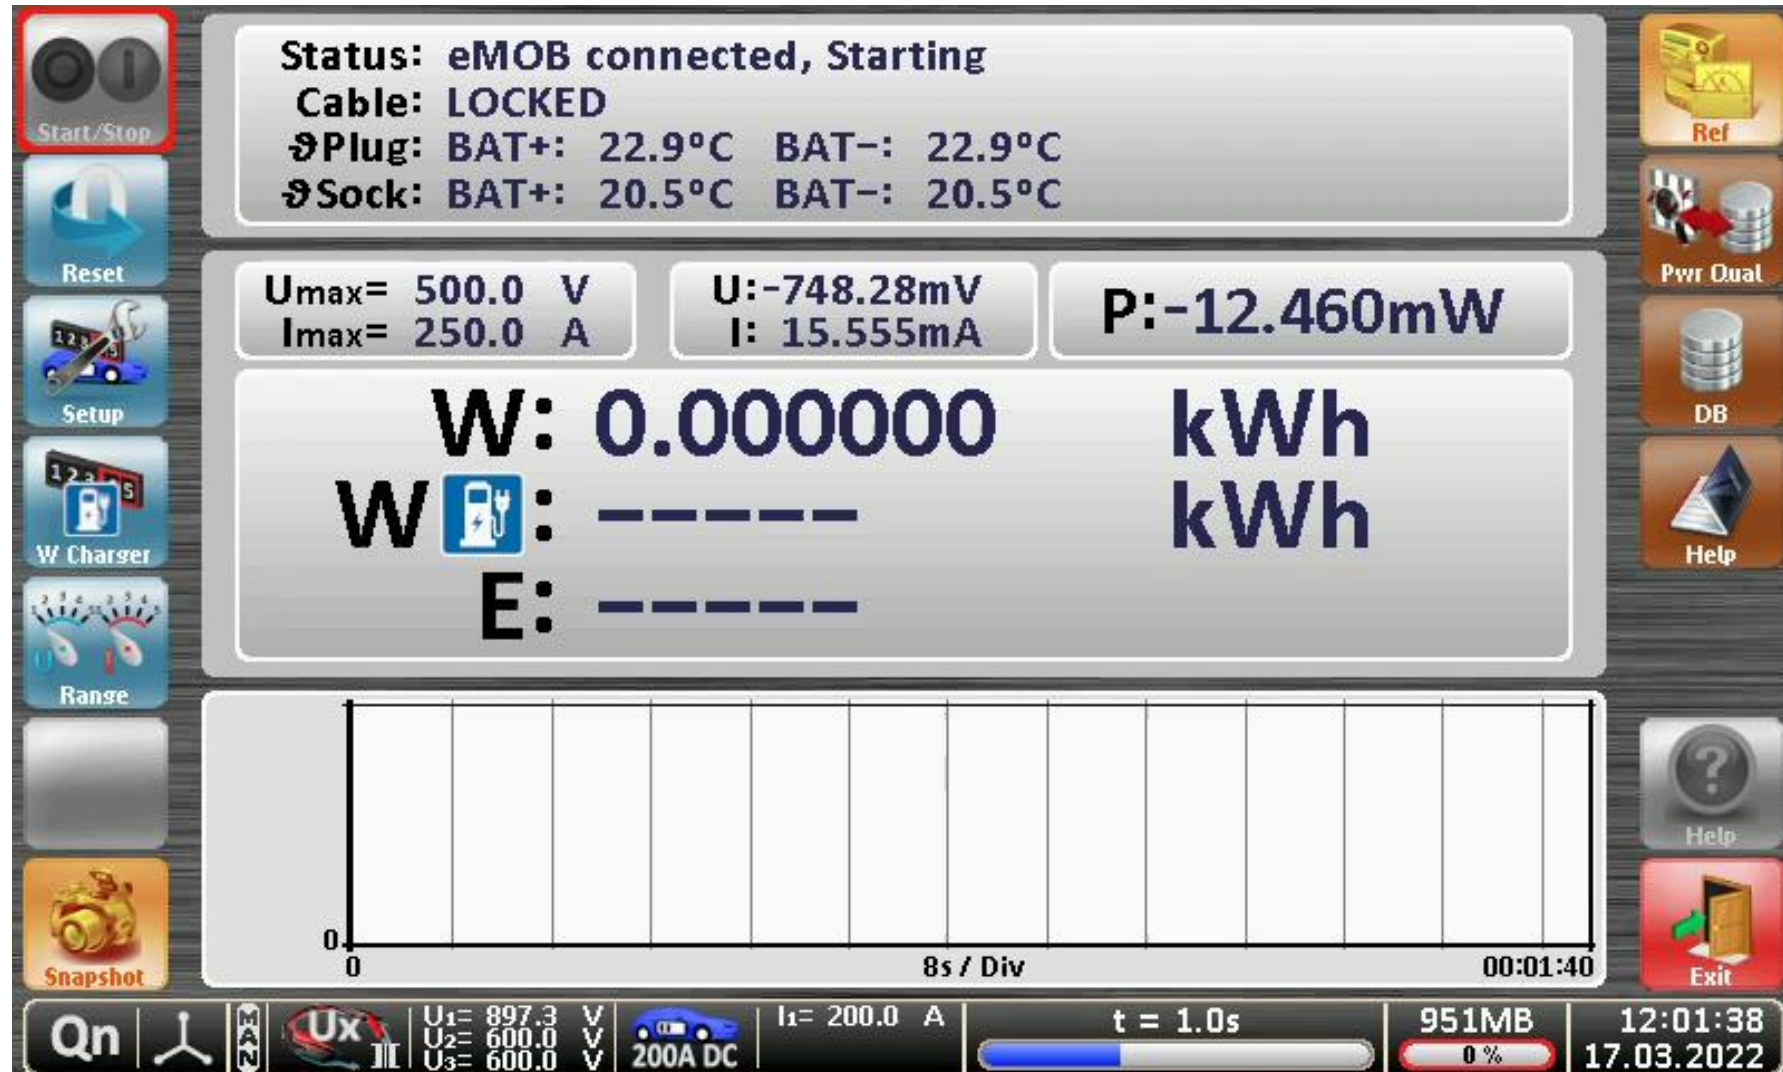 Start/Stop
Reset
Setup
W Charger
Range
Snapshot
Status: eMOB connected, Starting
Cable: LOCKED
ϑPlug: BAT+: 22.9°C BAT-: 22.9°C
ϑSock: BAT+: 20.5°C BAT-: 20.5°C
Umax= 500.0 V
Imax= 250.0 A
U:-748.28mV
I: 15.555mA
P:-12.460mW
W: 0.000000 kWh
W : ----- kWh
E: -----
0
0 8s / Div 00:01:40
Ref
Pwr Qual
DB
Help
Help
Exit
Qn
MAN
Ux
III
U1= 897.3 V
U2= 600.0 V
U3= 600.0 V
200A DC
I1= 200.0 A
t = 1.0s
951MB
0 %
12:01:38
17.03.2022